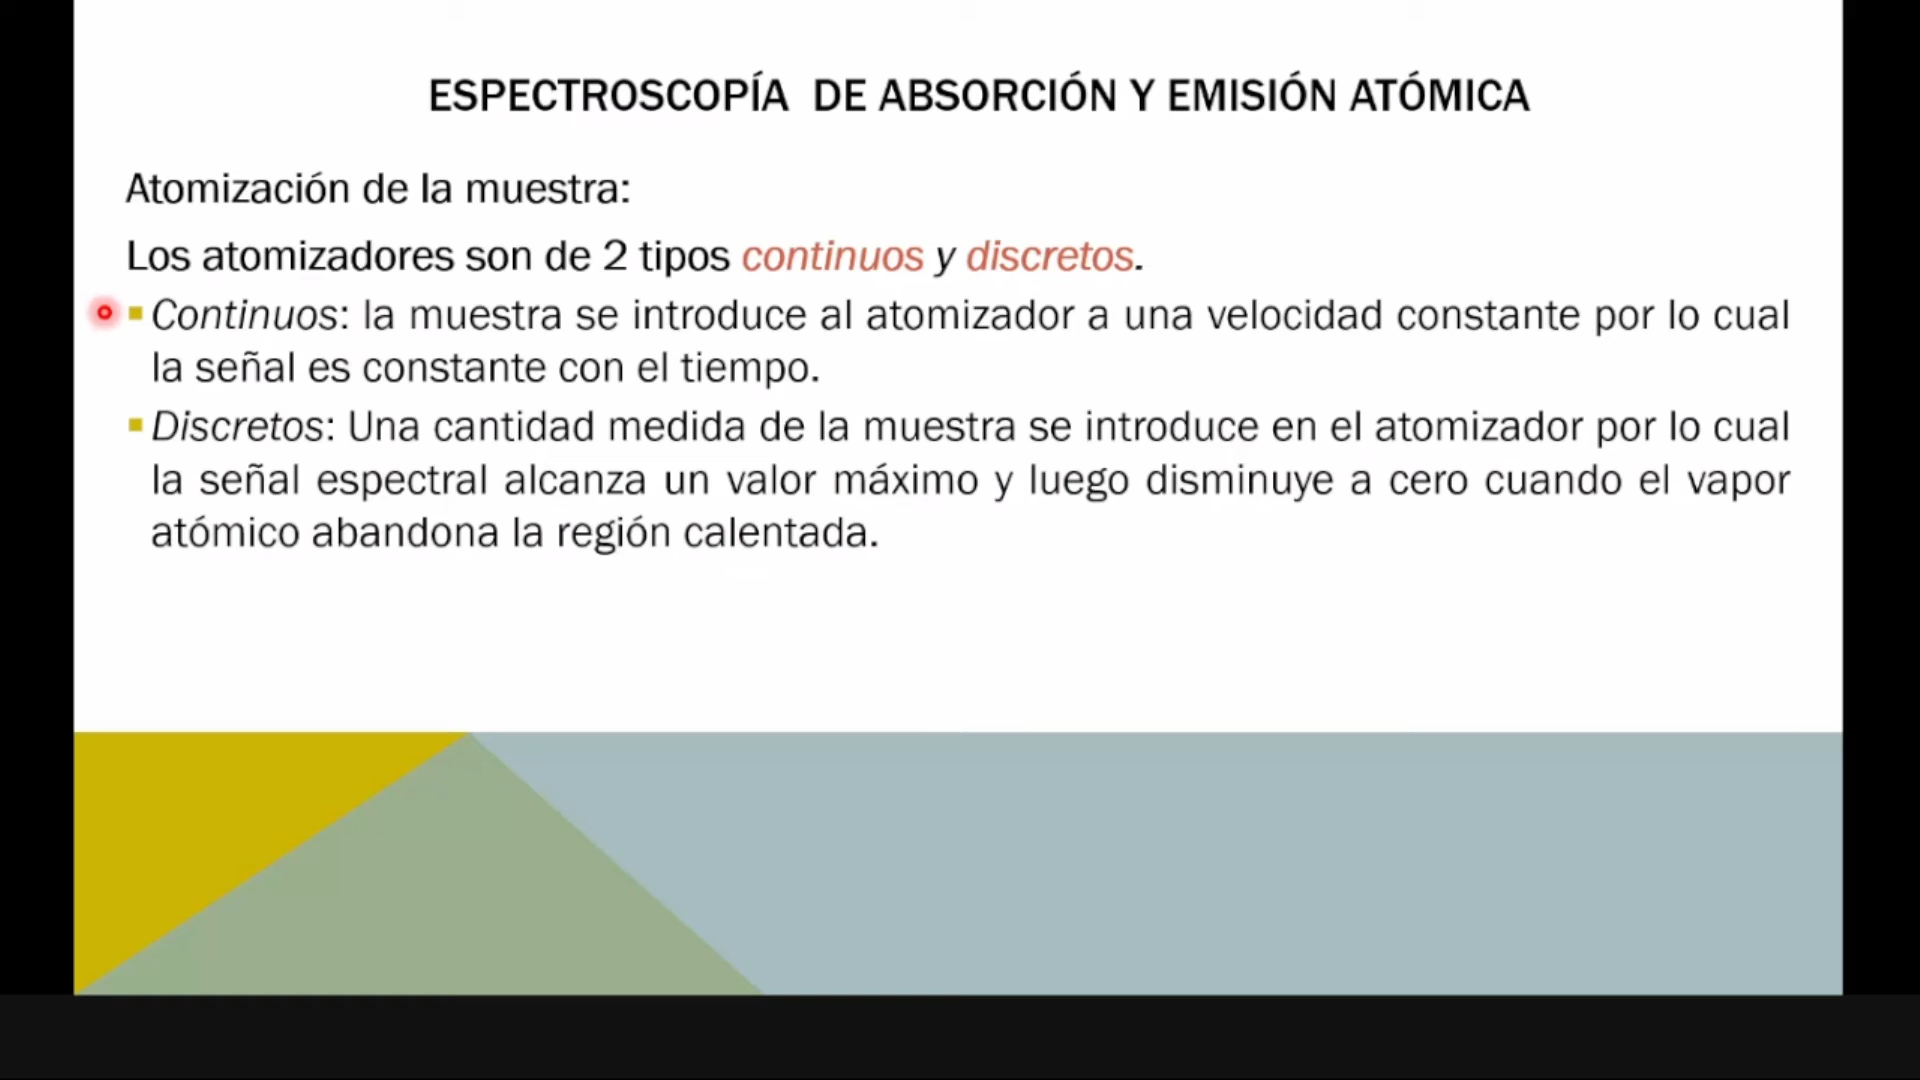 ESPECTROSCOPÍA DE ABSORCIÓN Y EMISIÓN ATÓMICA
Atomización de la muestra:
Los atomizadores son de 2 tipos continuos y discretos.
Continuos: la muestra se introduce al atomizador a una velocidad constante por lo cual
la señal es constante con el tiempo.
Discretos: Una cantidad medida de la muestra se introduce en el atomizador por lo cual
la señal espectral alcanza un valor máximo y luego disminuye a cero cuando el vapor
atómico abandona la región calentada.